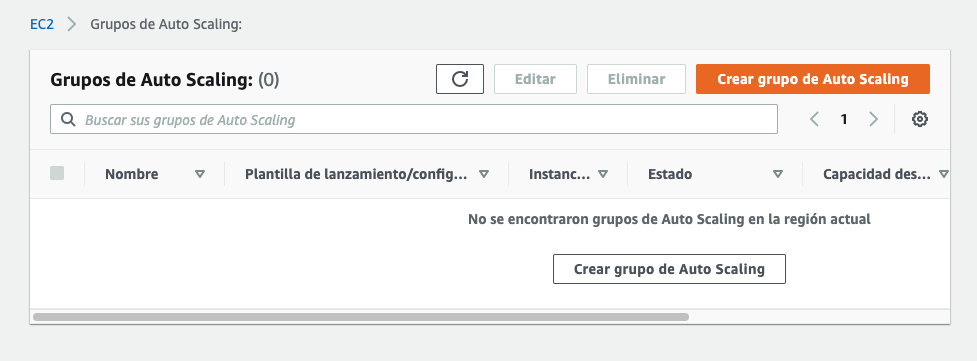 EC2 > Grupos de Auto Scaling:
Grupos de Auto Scaling: (0) Editar Eliminar Crear grupo de Auto Scaling
Buscar sus grupos de Auto Scaling 1
Nombre Plantilla de lanzamiento/config... Instanc... Estado Capacidad des...
No se encontraron grupos de Auto Scaling en la región actual
Crear grupo de Auto Scaling